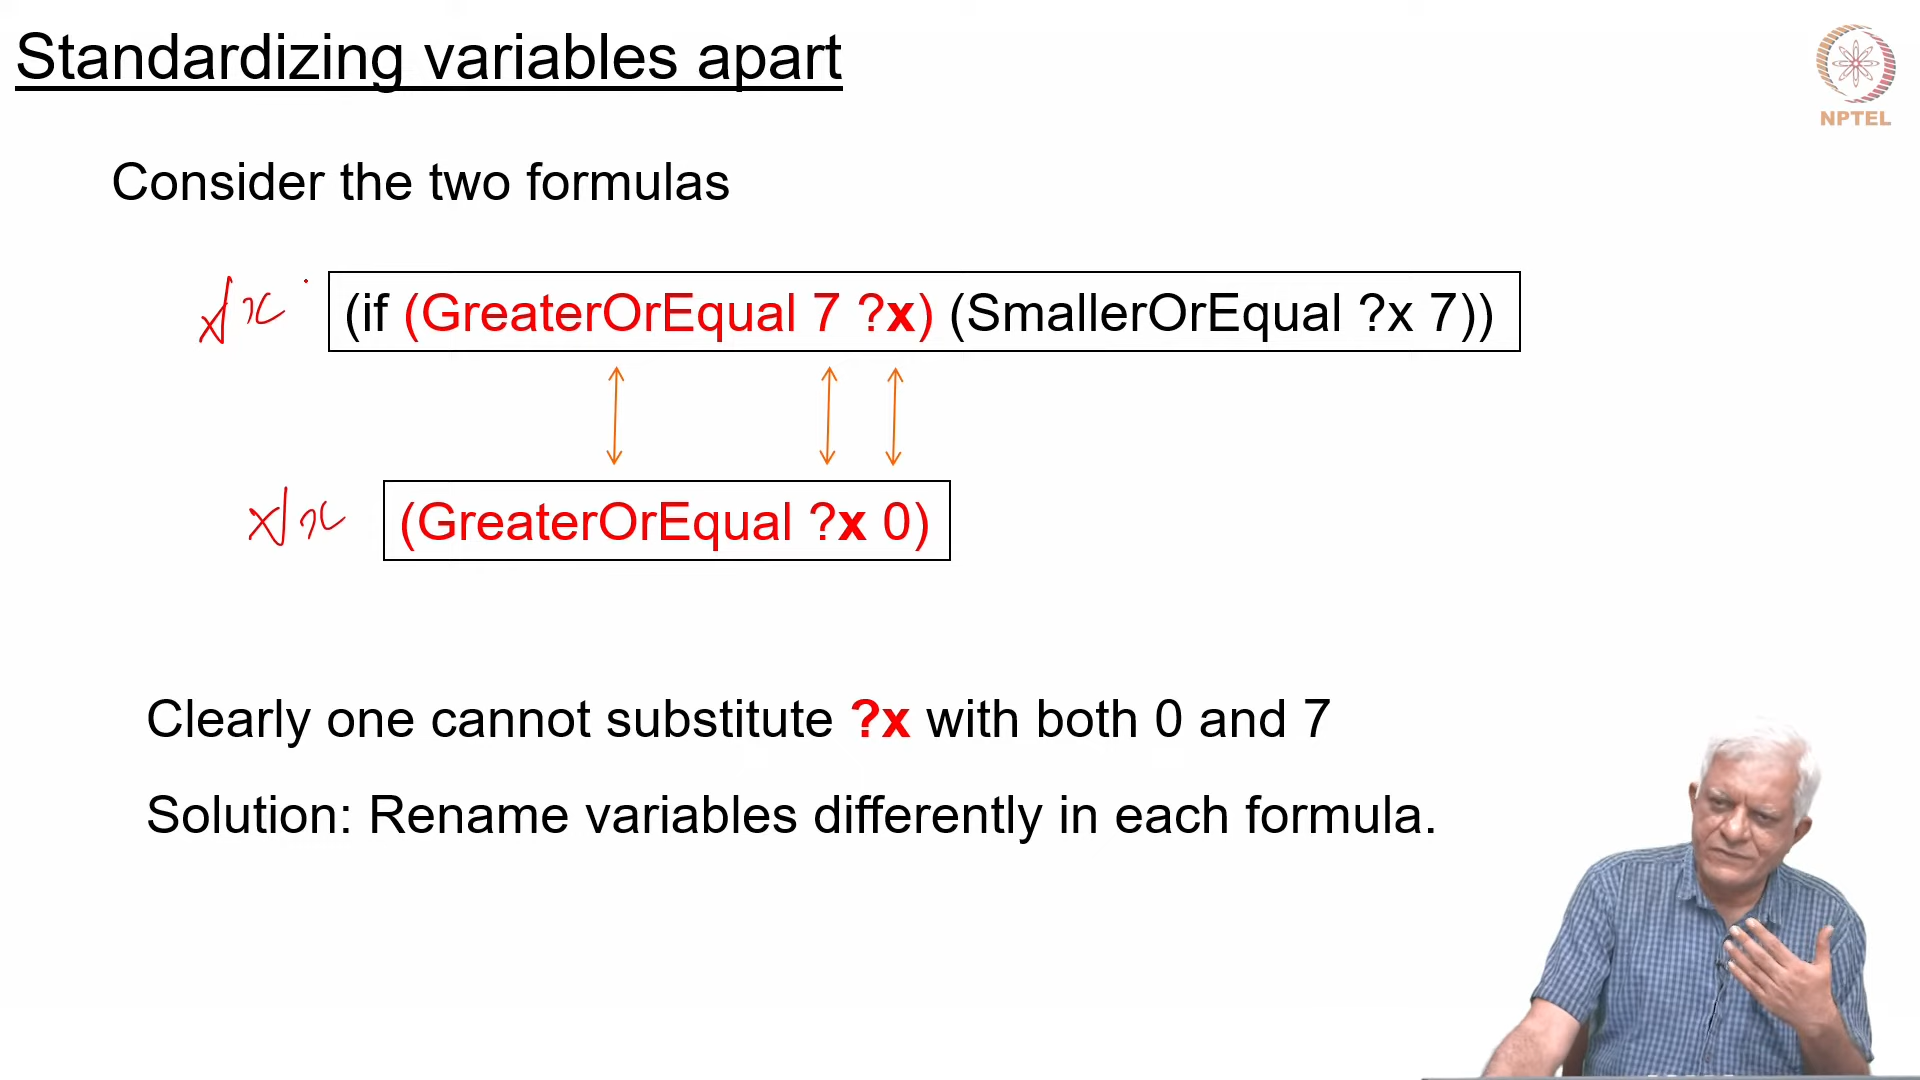 Standardizing variables apart
NPTEL
Consider the two formulas
(if (GreaterOrEqual 7 ?x) (SmallerOrEqual ?x 7))
(GreaterOrEqual ?x 0)
Clearly one cannot substitute ?x with both 0 and 7
Solution: Rename variables differently in each formula.